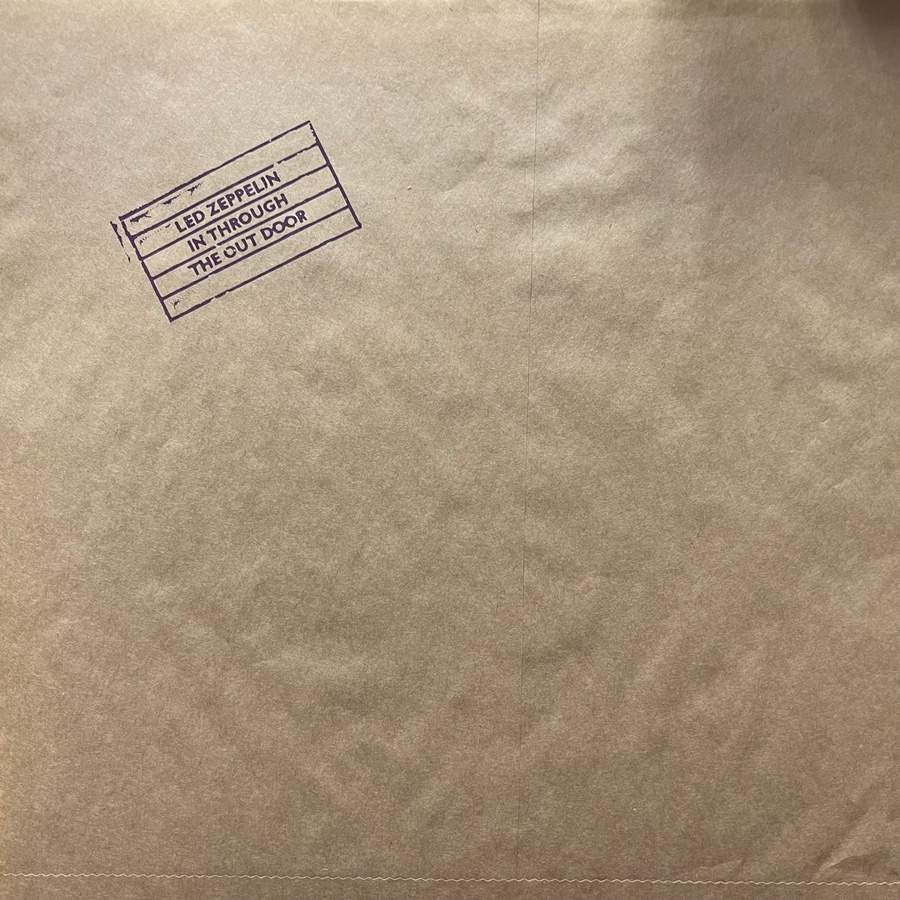 LED ZEPPELIN
IN THROUGH
THE OUT DOOR